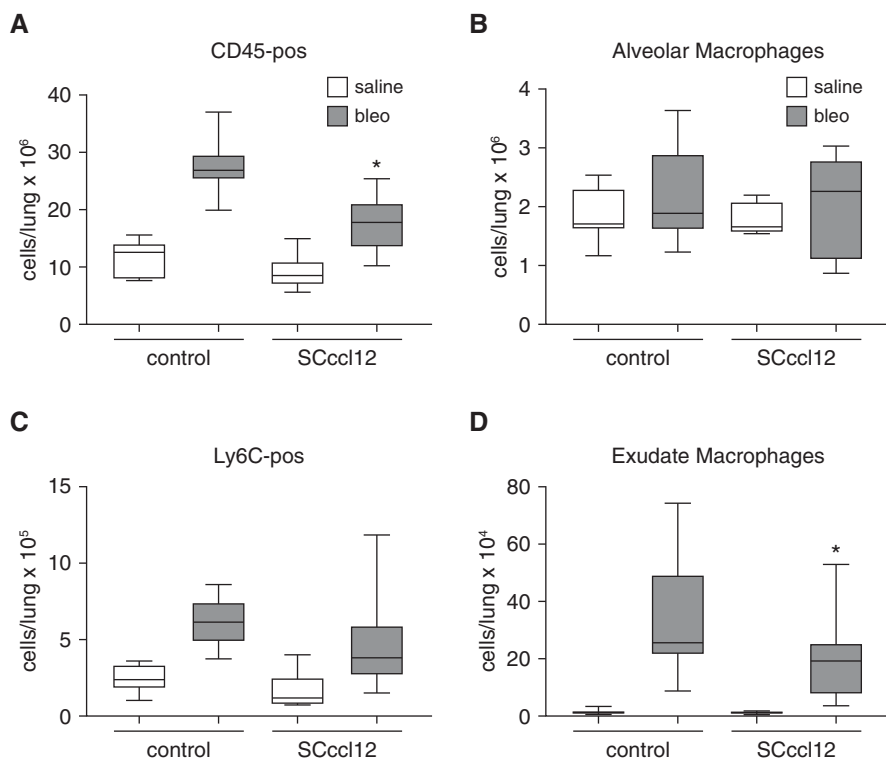 A
CD45-pos
saline
bleo
cells/lung x 10⁶
40
30
20
10
0
*
control
SCccl12
B
Alveolar Macrophages
saline
bleo
cells/lung x 10⁶
4
3
2
1
0
control
SCccl12
C
Ly6C-pos
cells/lung x 10⁵
15
10
5
0
control
SCccl12
D
Exudate Macrophages
cells/lung x 10⁴
80
60
40
20
0
*
control
SCccl12